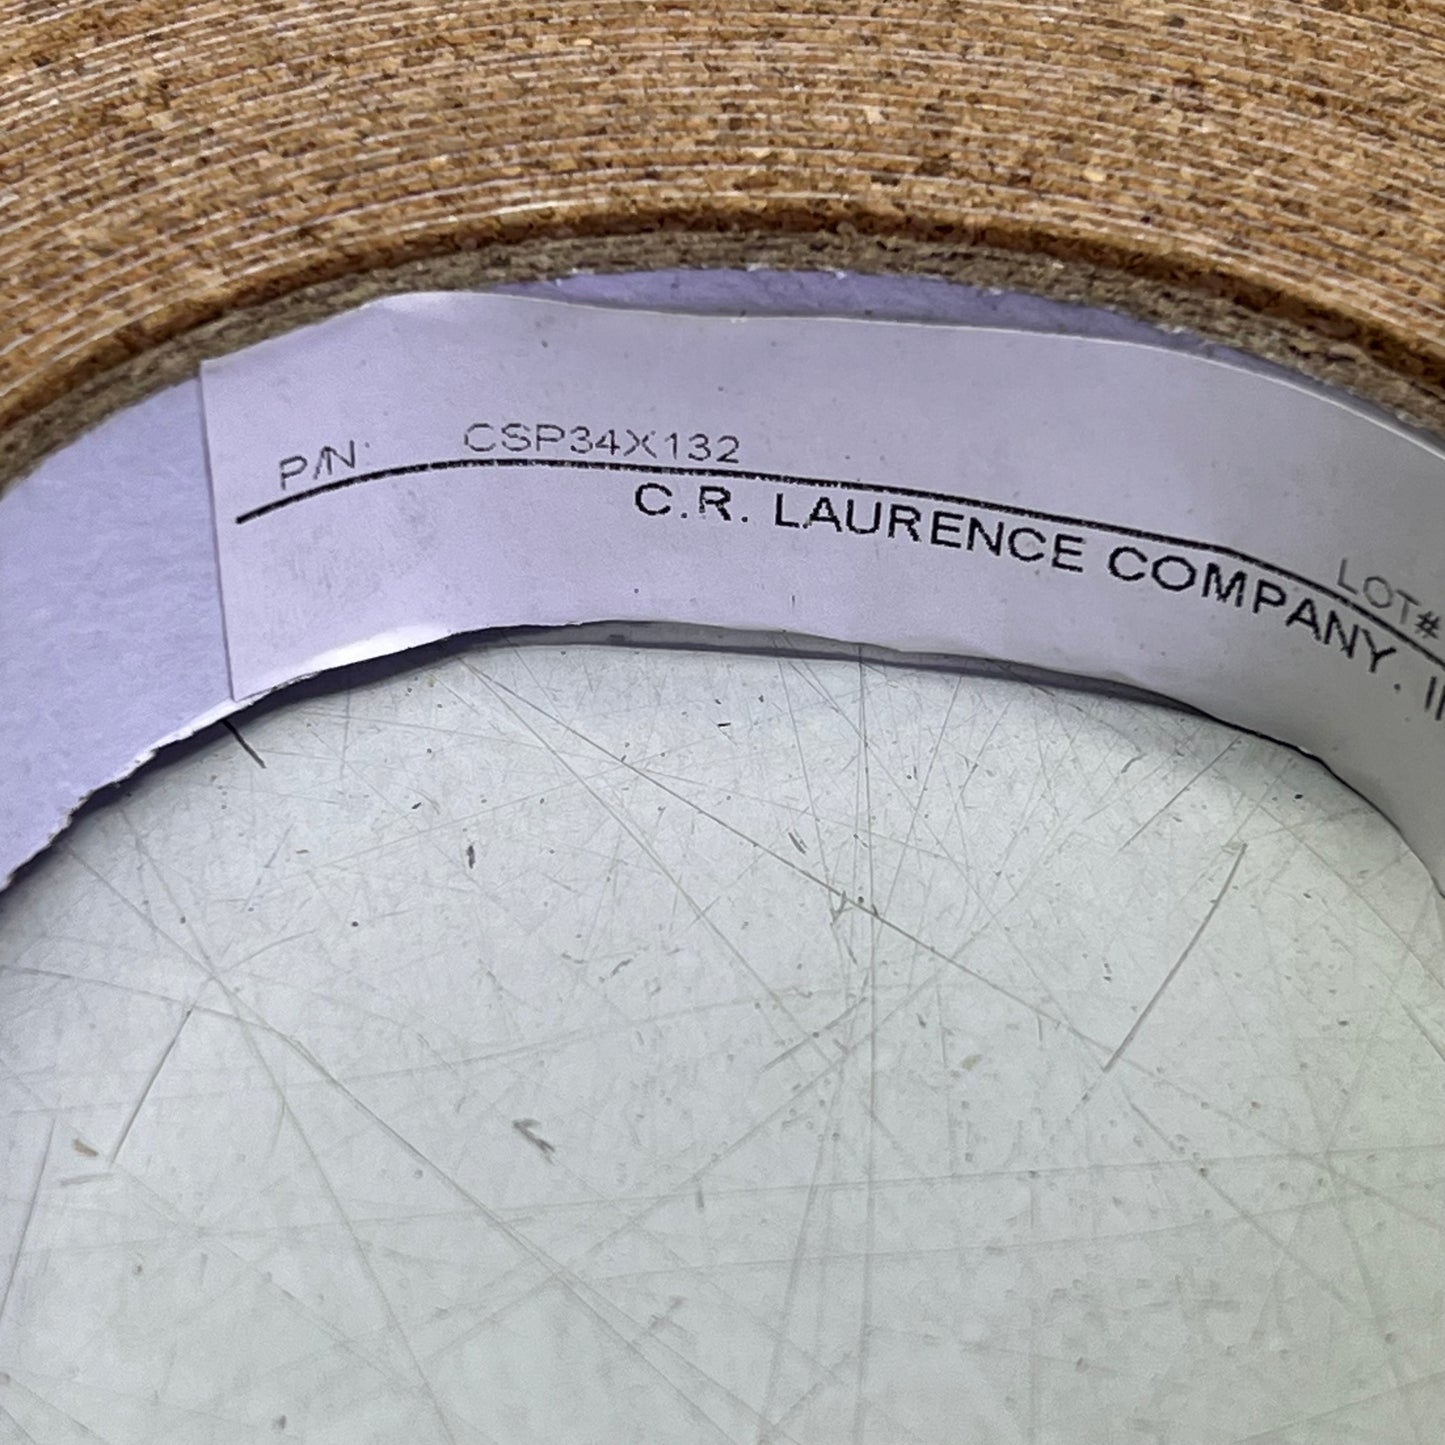 P/N: CSP34X132 LOT#
C.R. LAURENCE COMPANY.